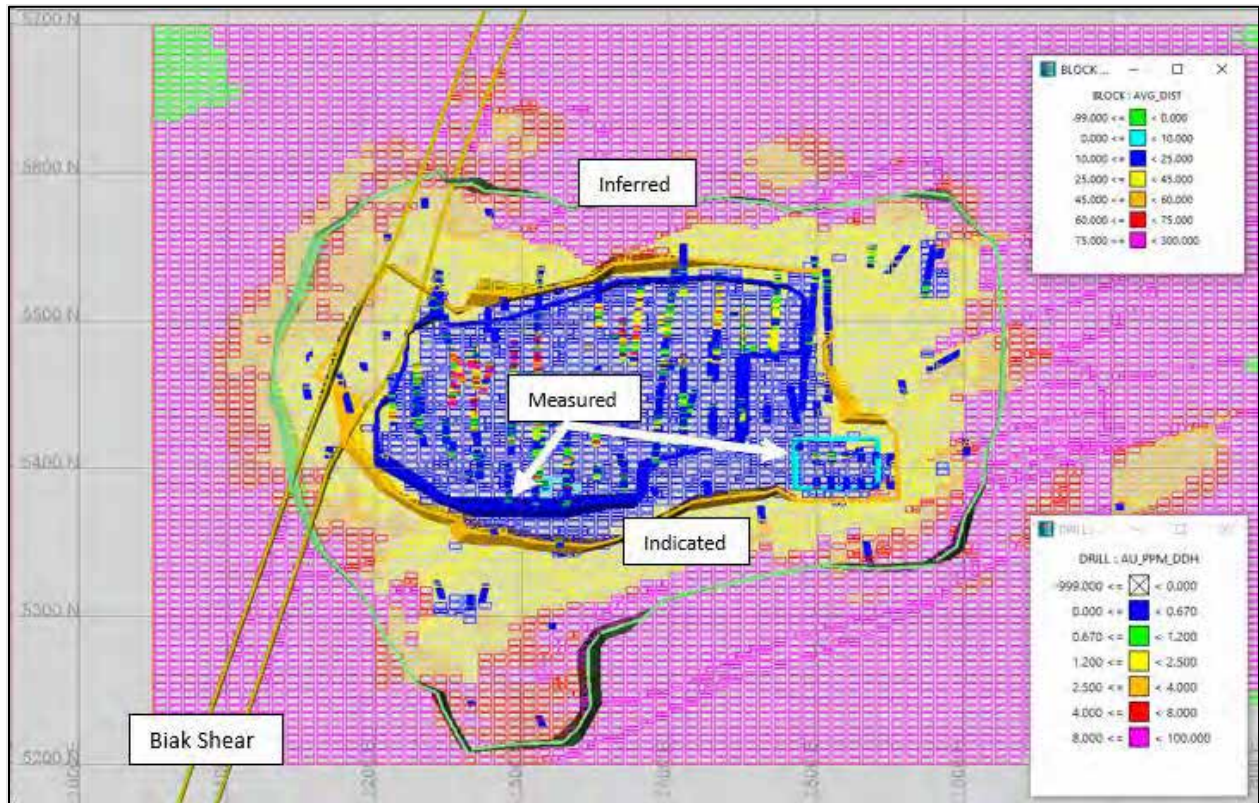 5700 N
5600 N
5500 N
5400 N
5300 N
5200 N
Inferred
Measured
Indicated
Biak Shear
BLOCK ...
BLOCK : AVG_DIST
-99.000 <= < 0.000
0.000 <= < 10.000
10.000 <= < 25.000
25.000 <= < 45.000
45.000 <= < 60.000
60.000 <= < 75.000
75.000 <= < 300.000
DRILL : AU_PPM_DDH
-999.000 <= < 0.000
0.000 <= < 0.670
0.670 <= < 1.200
1.200 <= < 2.500
2.500 <= < 4.000
4.000 <= < 8.000
8.000 <= < 100.000